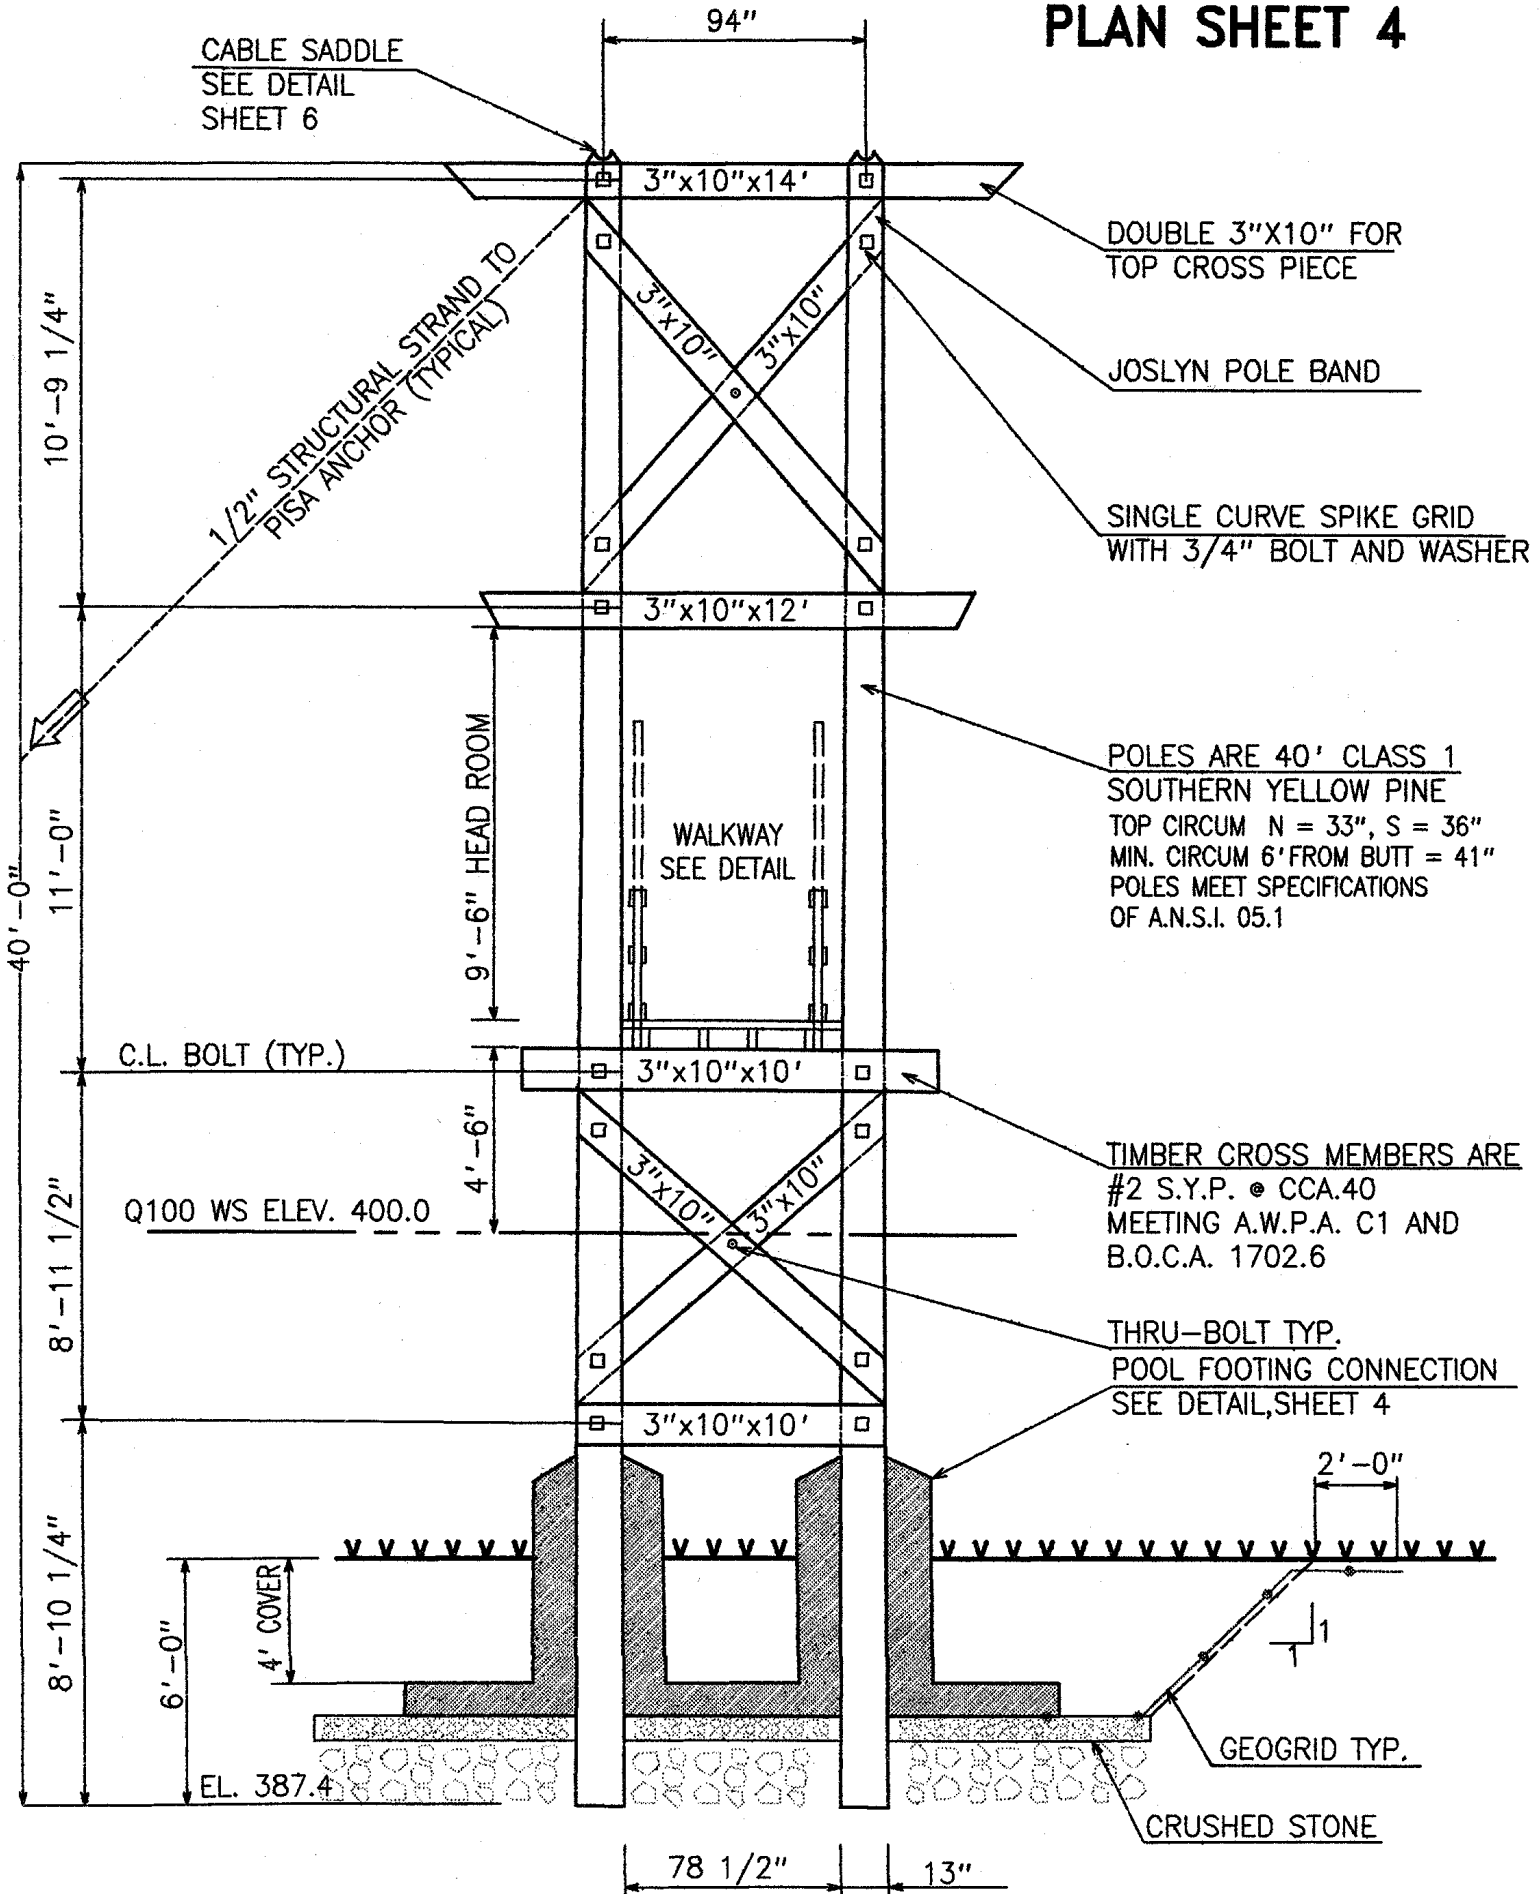 PLAN SHEET 4
94"
CABLE SADDLE
SEE DETAIL
SHEET 6
3"x10"x14'
DOUBLE 3"X10" FOR
TOP CROSS PIECE
1/2" STRUCTURAL STRAND TO
PISA ANCHOR (TYPICAL)
10'-9 1/4"
3"x10"
3"x10"
JOSLYN POLE BAND
SINGLE CURVE SPIKE GRID
WITH 3/4" BOLT AND WASHER
3"x10"x12'
40'-0"
11'-0"
9'-6" HEAD ROOM
WALKWAY
SEE DETAIL
POLES ARE 40' CLASS 1
SOUTHERN YELLOW PINE
TOP CIRCUM N = 33", S = 36"
MIN. CIRCUM 6'FROM BUTT = 41"
POLES MEET SPECIFICATIONS
OF A.N.S.I. 05.1
C.L. BOLT (TYP.)
3"x10"x10'
4'-6"
TIMBER CROSS MEMBERS ARE
#2 S.Y.P. @ CCA.40
MEETING A.W.P.A. C1 AND
B.O.C.A. 1702.6
Q100 WS ELEV. 400.0
3"x10"
3"x10"
8'-11 1/2"
THRU-BOLT TYP.
POOL FOOTING CONNECTION
SEE DETAIL,SHEET 4
3"x10"x10'
2'-0"
8'-10 1/4"
6'-0"
4' COVER
1
1
GEOGRID TYP.
EL. 387.4
CRUSHED STONE
78 1/2"
13"